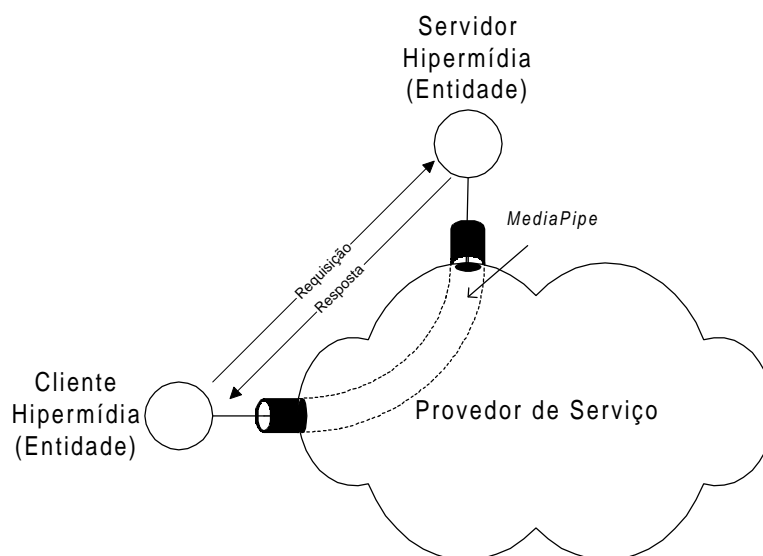 Servidor
Hipermídia
(Entidade)
MediaPipe
Requisição
Resposta
Cliente
Hipermídia
(Entidade)
Provedor de Serviço